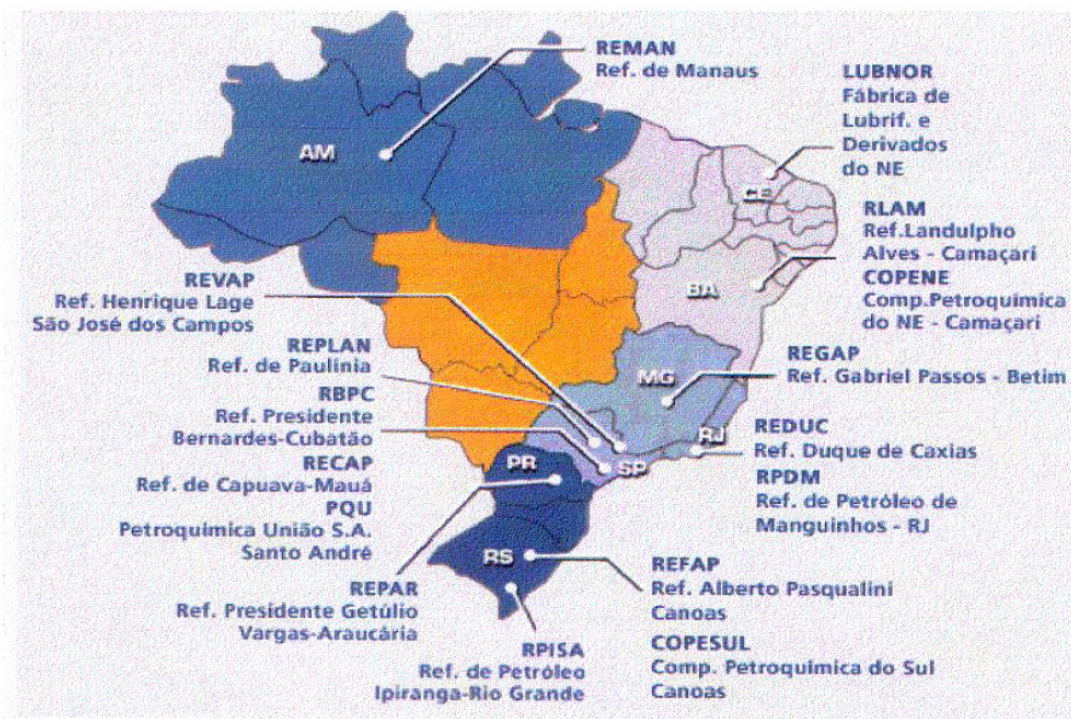 REMAN
Ref. de Manaus
LUBNOR
Fábrica de
Lubrif. e
Derivados
do NE
AM
CE
RLAM
Ref.Landulpho
Alves - Camaçari
COPENE
Comp.Petroquímica
do NE - Camaçari
BA
REVAP
Ref. Henrique Lage
São José dos Campos
REPLAN
Ref. de Paulínia
RBPC
Ref. Presidente
Bernardes-Cubatão
RECAP
Ref. de Capuava-Mauá
PQU
Petroquímica União S.A.
Santo André
MG
REGAP
Ref. Gabriel Passos - Betim
RJ
REDUC
Ref. Duque de Caxias
RPDM
Ref. de Petróleo de
Manguinhos - RJ
SP
PR
RS
REPAR
Ref. Presidente Getúlio
Vargas-Araucária
RPISA
Ref. de Petróleo
Ipiranga-Rio Grande
REFAP
Ref. Alberto Pasqualini
Canoas
COPESUL
Comp. Petroquímica do Sul
Canoas